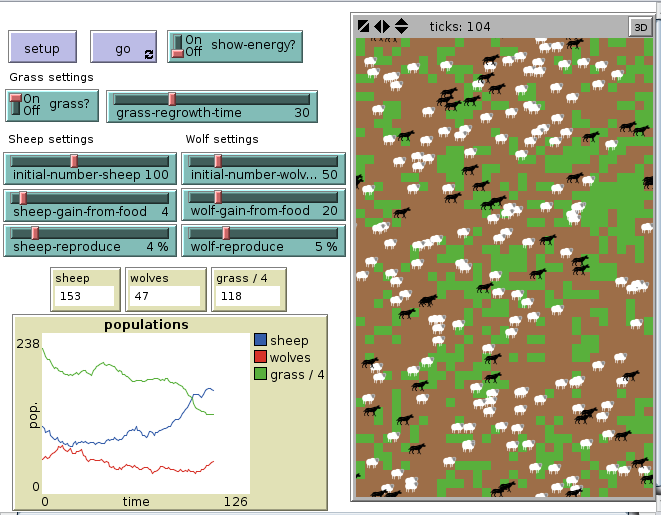 setup
go
On
Off
show-energy?
Grass settings
On
Off
grass?
grass-regrowth-time 30
Sheep settings
Wolf settings
initial-number-sheep 100
initial-number-wolv... 50
sheep-gain-from-food 4
wolf-gain-from-food 20
sheep-reproduce 4 %
wolf-reproduce 5 %
sheep
153
wolves
47
grass / 4
118
populations
238
pop.
0
0
time
126
sheep
wolves
grass / 4
ticks: 104
3D